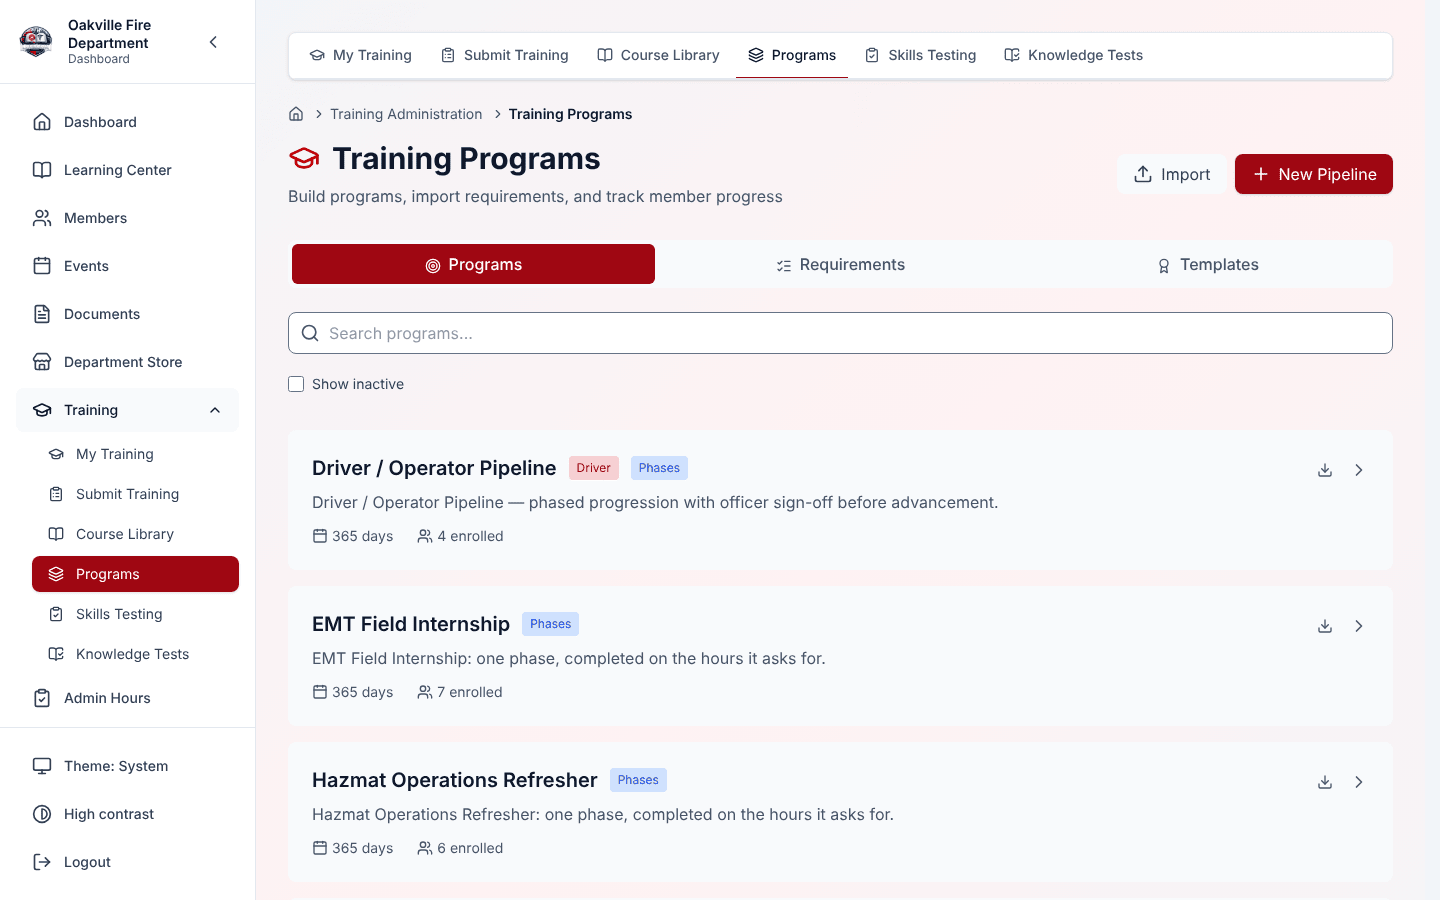 Oakville Fire
Department
Dashboard
Dashboard
Learning Center
Members
Events
Documents
Department Store
Training
My Training
Submit Training
Course Library
Programs
Skills Testing
Knowledge Tests
Admin Hours
Theme: System
High contrast
Logout
My Training Submit Training Course Library Programs Skills Testing Knowledge Tests
Training Administration Training Programs
Training Programs
Build programs, import requirements, and track member progress
Import New Pipeline
Programs Requirements Templates
Search programs...
Show inactive
Driver / Operator Pipeline Driver Phases
Driver / Operator Pipeline — phased progression with officer sign-off before advancement.
365 days 4 enrolled
EMT Field Internship Phases
EMT Field Internship: one phase, completed on the hours it asks for.
365 days 7 enrolled
Hazmat Operations Refresher Phases
Hazmat Operations Refresher: one phase, completed on the hours it asks for.
365 days 6 enrolled